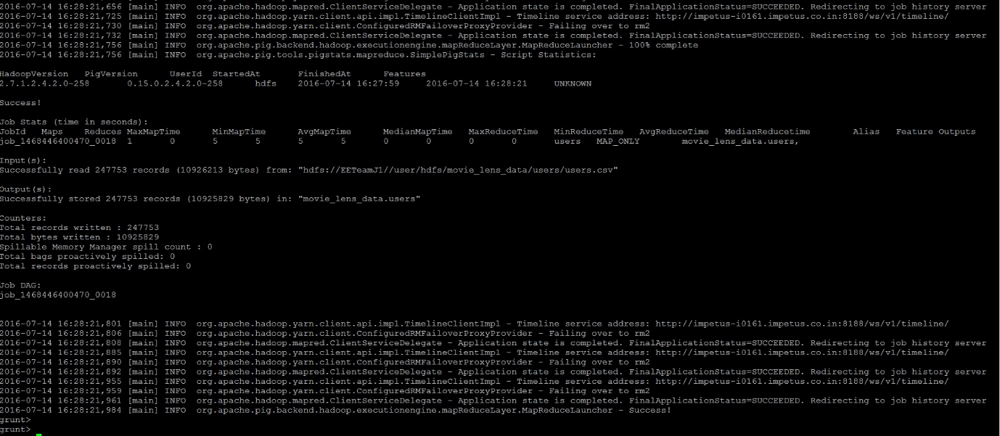 2016-07-14 16:28:21,656 [main] INFO  org.apache.hadoop.mapred.ClientServiceDelegate - Application state is completed. FinalApplicationStatus=SUCCEEDED. Redirecting to job history server
2016-07-14 16:28:21,725 [main] INFO  org.apache.hadoop.yarn.client.api.impl.TimelineClientImpl - Timeline service address: http://impetus-i0161.impetus.co.in:8188/ws/v1/timeline/
2016-07-14 16:28:21,730 [main] INFO  org.apache.hadoop.yarn.client.ConfiguredRMFailoverProxyProvider - Failing over to rm2
2016-07-14 16:28:21,732 [main] INFO  org.apache.hadoop.mapred.ClientServiceDelegate - Application state is completed. FinalApplicationStatus=SUCCEEDED. Redirecting to job history server
2016-07-14 16:28:21,756 [main] INFO  org.apache.pig.backend.hadoop.executionengine.mapReduceLayer.MapReduceLauncher - 100% complete
2016-07-14 16:28:21,756 [main] INFO  org.apache.pig.tools.pigstats.mapreduce.SimplePigStats - Script Statistics:
HadoopVersion PigVersion UserId StartedAt FinishedAt Features
2.7.1.2.4.2.0-258 0.15.0.2.4.2.0-258 hdfs 2016-07-14 16:27:59 2016-07-14 16:28:21 UNKNOWN
Success!
Job Stats (time in seconds):
JobId Maps Reduces MaxMapTime MinMapTime AvgMapTime MedianMapTime MaxReduceTime MinReduceTime AvgReduceTime MedianReducetime Alias Feature Outputs
job_1468446400470_0018 1 0 5 5 5 5 0 0 0 0 users MAP_ONLY movie_lens_data.users,
Input(s):
Successfully read 247753 records (10926213 bytes) from: "hdfs://EETeamJ1//user/hdfs/movie_lens_data/users/users.csv"
Output(s):
Successfully stored 247753 records (10925829 bytes) in: "movie_lens_data.users"
Counters:
Total records written : 247753
Total bytes written : 10925829
Spillable Memory Manager spill count : 0
Total bags proactively spilled: 0
Total records proactively spilled: 0
Job DAG:
job_1468446400470_0018
2016-07-14 16:28:21,801 [main] INFO  org.apache.hadoop.yarn.client.api.impl.TimelineClientImpl - Timeline service address: http://impetus-i0161.impetus.co.in:8188/ws/v1/timeline/
2016-07-14 16:28:21,806 [main] INFO  org.apache.hadoop.yarn.client.ConfiguredRMFailoverProxyProvider - Failing over to rm2
2016-07-14 16:28:21,808 [main] INFO  org.apache.hadoop.mapred.ClientServiceDelegate - Application state is completed. FinalApplicationStatus=SUCCEEDED. Redirecting to job history server
2016-07-14 16:28:21,885 [main] INFO  org.apache.hadoop.yarn.client.api.impl.TimelineClientImpl - Timeline service address: http://impetus-i0161.impetus.co.in:8188/ws/v1/timeline/
2016-07-14 16:28:21,890 [main] INFO  org.apache.hadoop.yarn.client.ConfiguredRMFailoverProxyProvider - Failing over to rm2
2016-07-14 16:28:21,892 [main] INFO  org.apache.hadoop.mapred.ClientServiceDelegate - Application state is completed. FinalApplicationStatus=SUCCEEDED. Redirecting to job history server
2016-07-14 16:28:21,955 [main] INFO  org.apache.hadoop.yarn.client.api.impl.TimelineClientImpl - Timeline service address: http://impetus-i0161.impetus.co.in:8188/ws/v1/timeline/
2016-07-14 16:28:21,959 [main] INFO  org.apache.hadoop.yarn.client.ConfiguredRMFailoverProxyProvider - Failing over to rm2
2016-07-14 16:28:21,961 [main] INFO  org.apache.hadoop.mapred.ClientServiceDelegate - Application state is completed. FinalApplicationStatus=SUCCEEDED. Redirecting to job history server
2016-07-14 16:28:21,984 [main] INFO  org.apache.pig.backend.hadoop.executionengine.mapReduceLayer.MapReduceLauncher - Success!
grunt>
grunt>